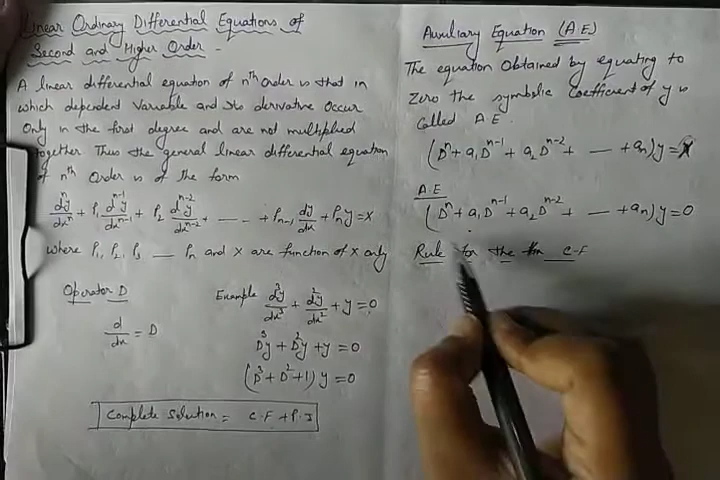 Linear Ordinary Differential Equations of
Second and Higher Order -
A linear differential equation of nth Order is that in
which dependent Variable and its derivative Occur
Only in the first degree and are not multiplied
together Thus the general linear differential equation
of nth Order is of the form
dⁿy/dxⁿ + P₁ dⁿ⁻¹y/dxⁿ⁻¹ + P₂ dⁿ⁻²y/dxⁿ⁻² + -- - + Pₙ₋₁ dy/dx + Pₙy = X
where P₁, P₂, P₃ --- Pₙ and X are function of X only
Operator D
d/dx = D
Example d³y/dx³ + d²y/dx² + y = 0
D³y + D²y + y = 0
(D³ + D² + 1) y = 0
Complete Solution = C.F + P.I
Auxuliary Equation (A.E)
The equation Obtained by equating to
Zero the symbolic Coefficient of y is
Called A E.
(Dⁿ + a₁Dⁿ⁻¹ + a₂Dⁿ⁻² + -- - + aₙ)y = X
A.E
(Dⁿ + a₁Dⁿ⁻¹ + a₂Dⁿ⁻² + -- - + aₙ)y = 0
Rule for the C.F